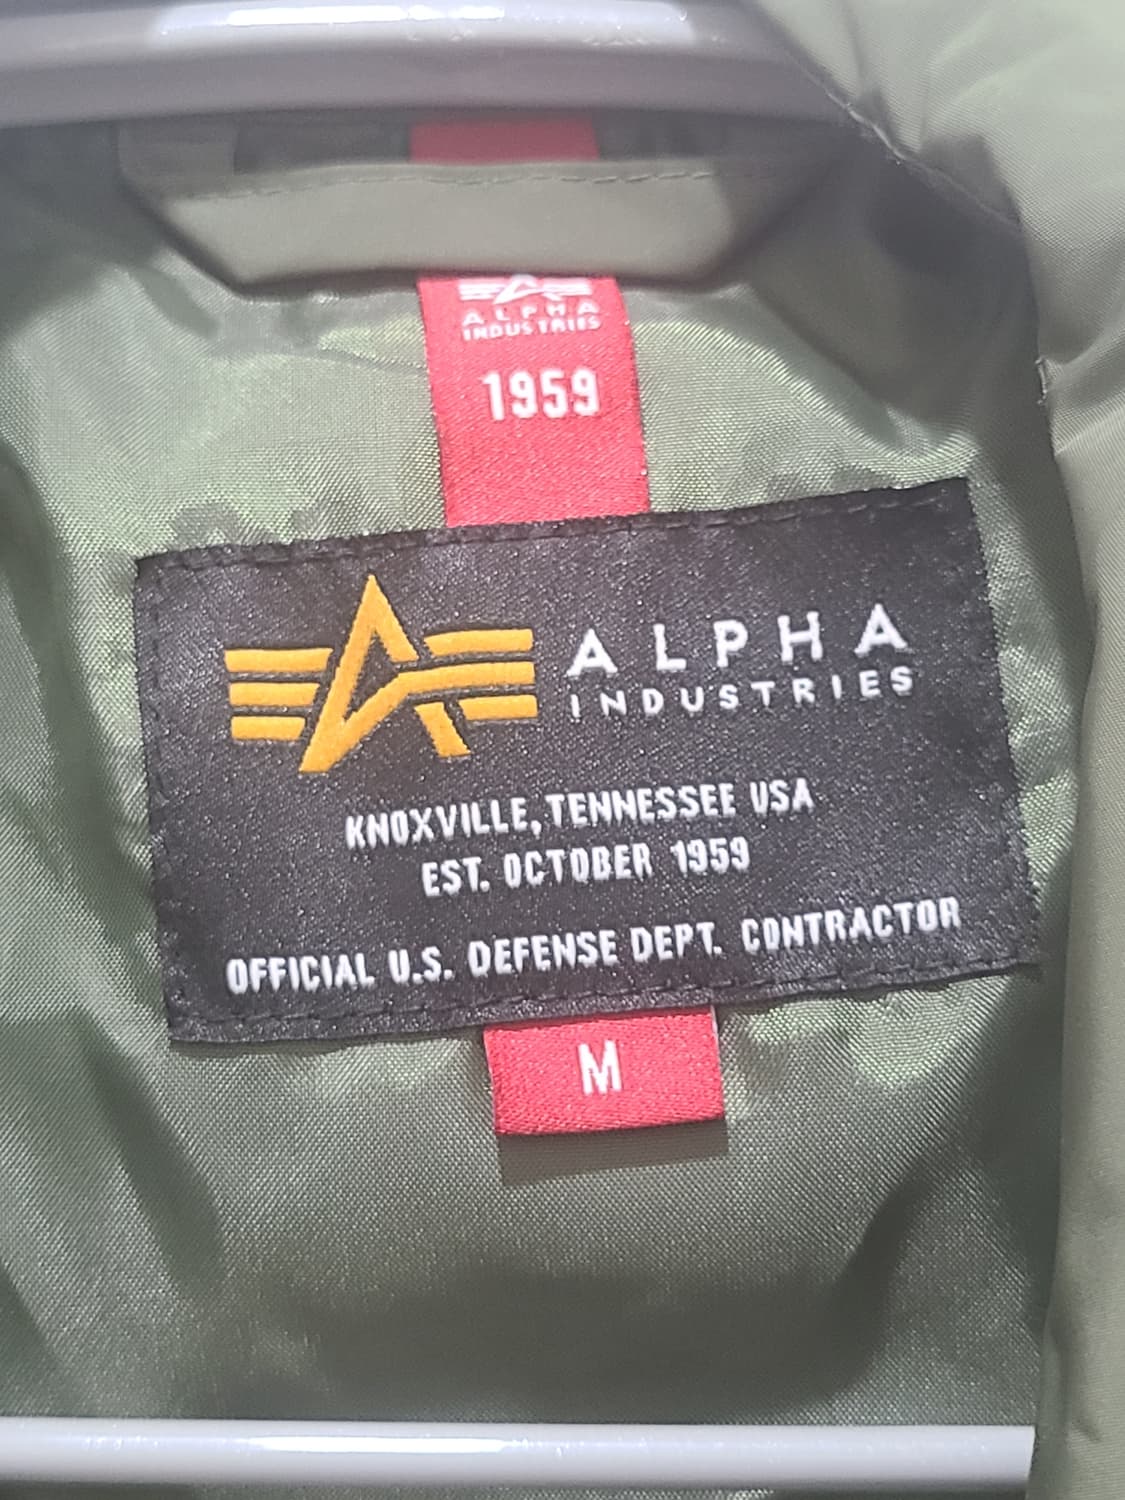 ALPHA
INDUSTRIES
1959
ALPHA
INDUSTRIES
KNOXVILLE, TENNESSEE USA
EST. OCTOBER 1959
OFFICIAL U.S. DEFENSE DEPT. CONTRACTOR
M